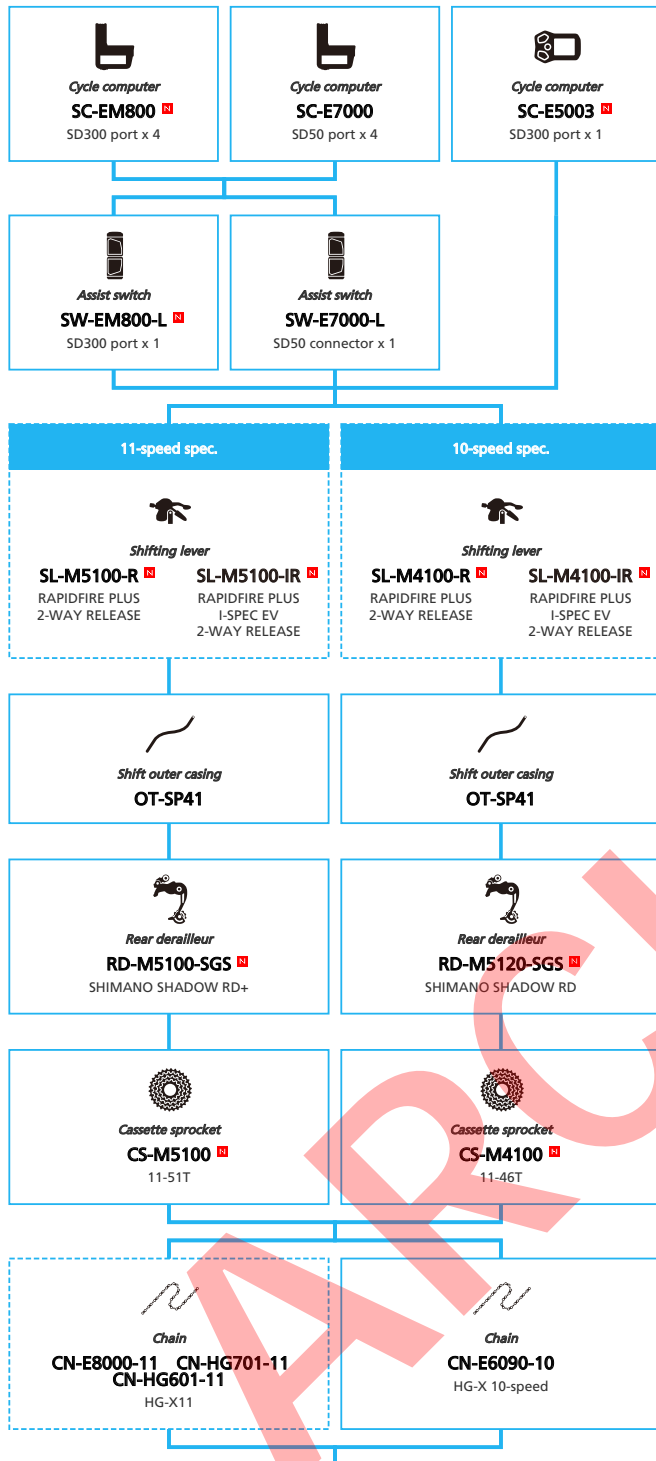 Cycle computer
SC-EM800 N
SD300 port x 4
Cycle computer
SC-E7000
SD50 port x 4
Cycle computer
SC-E5003 N
SD300 port x 1
Assist switch
SW-EM800-L N
SD300 port x 1
Assist switch
SW-E7000-L
SD50 connector x 1
11-speed spec.
Shifting lever
SL-M5100-R N
RAPIDFIRE PLUS
2-WAY RELEASE
SL-M5100-IR N
RAPIDFIRE PLUS
I-SPEC EV
2-WAY RELEASE
10-speed spec.
Shifting lever
SL-M4100-R N
RAPIDFIRE PLUS
2-WAY RELEASE
SL-M4100-IR N
RAPIDFIRE PLUS
I-SPEC EV
2-WAY RELEASE
Shift outer casing
OT-SP41
Shift outer casing
OT-SP41
Rear derailleur
RD-M5100-SGS N
SHIMANO SHADOW RD+
Rear derailleur
RD-M5120-SGS N
SHIMANO SHADOW RD
Cassette sprocket
CS-M5100 N
11-51T
Cassette sprocket
CS-M4100 N
11-46T
Chain
CN-E8000-11 CN-HG701-11
CN-HG601-11
HG-X11
Chain
CN-E6090-10
HG-X 10-speed